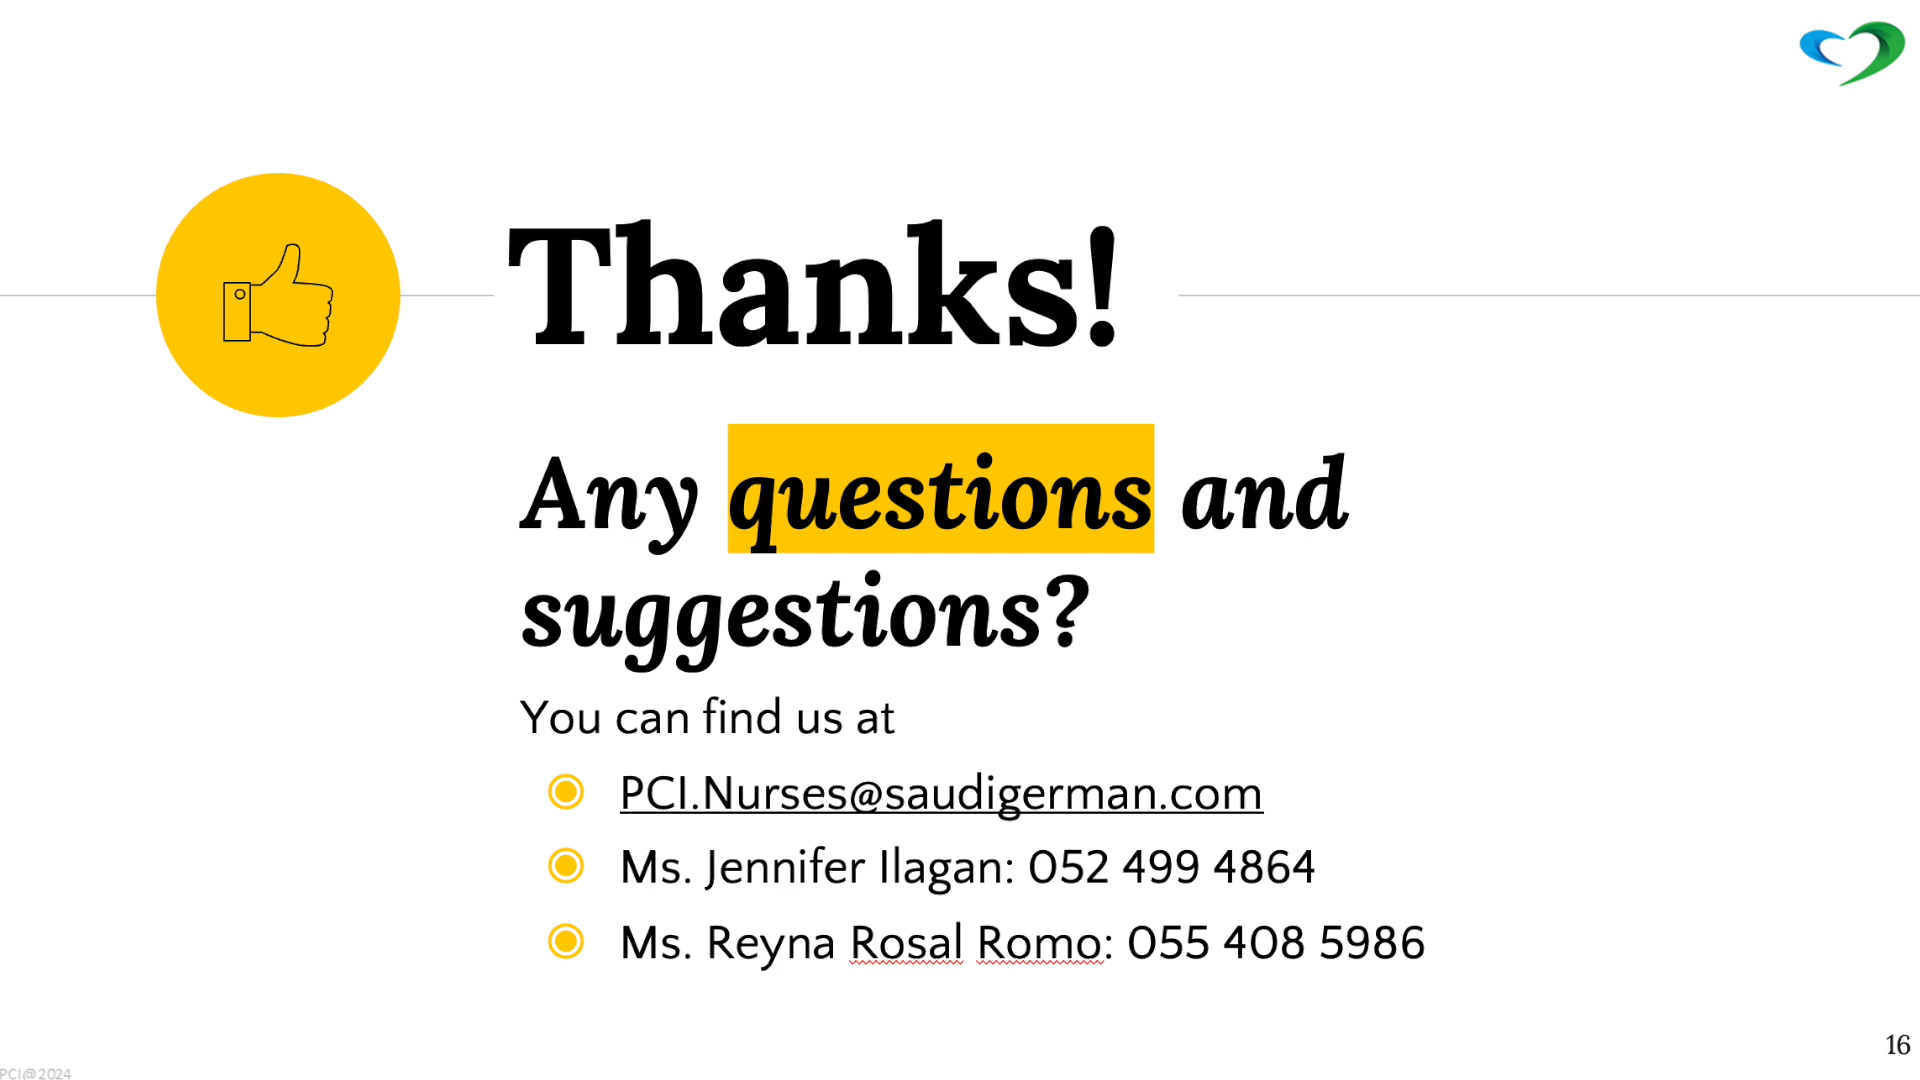 Thanks!
Any questions and
suggestions?
You can find us at
PCI.Nurses@saudigerman.com
Ms. Jennifer Ilagan: 052 499 4864
Ms. Reyna Rosal Romo: 055 408 5986
16
PCI@2024